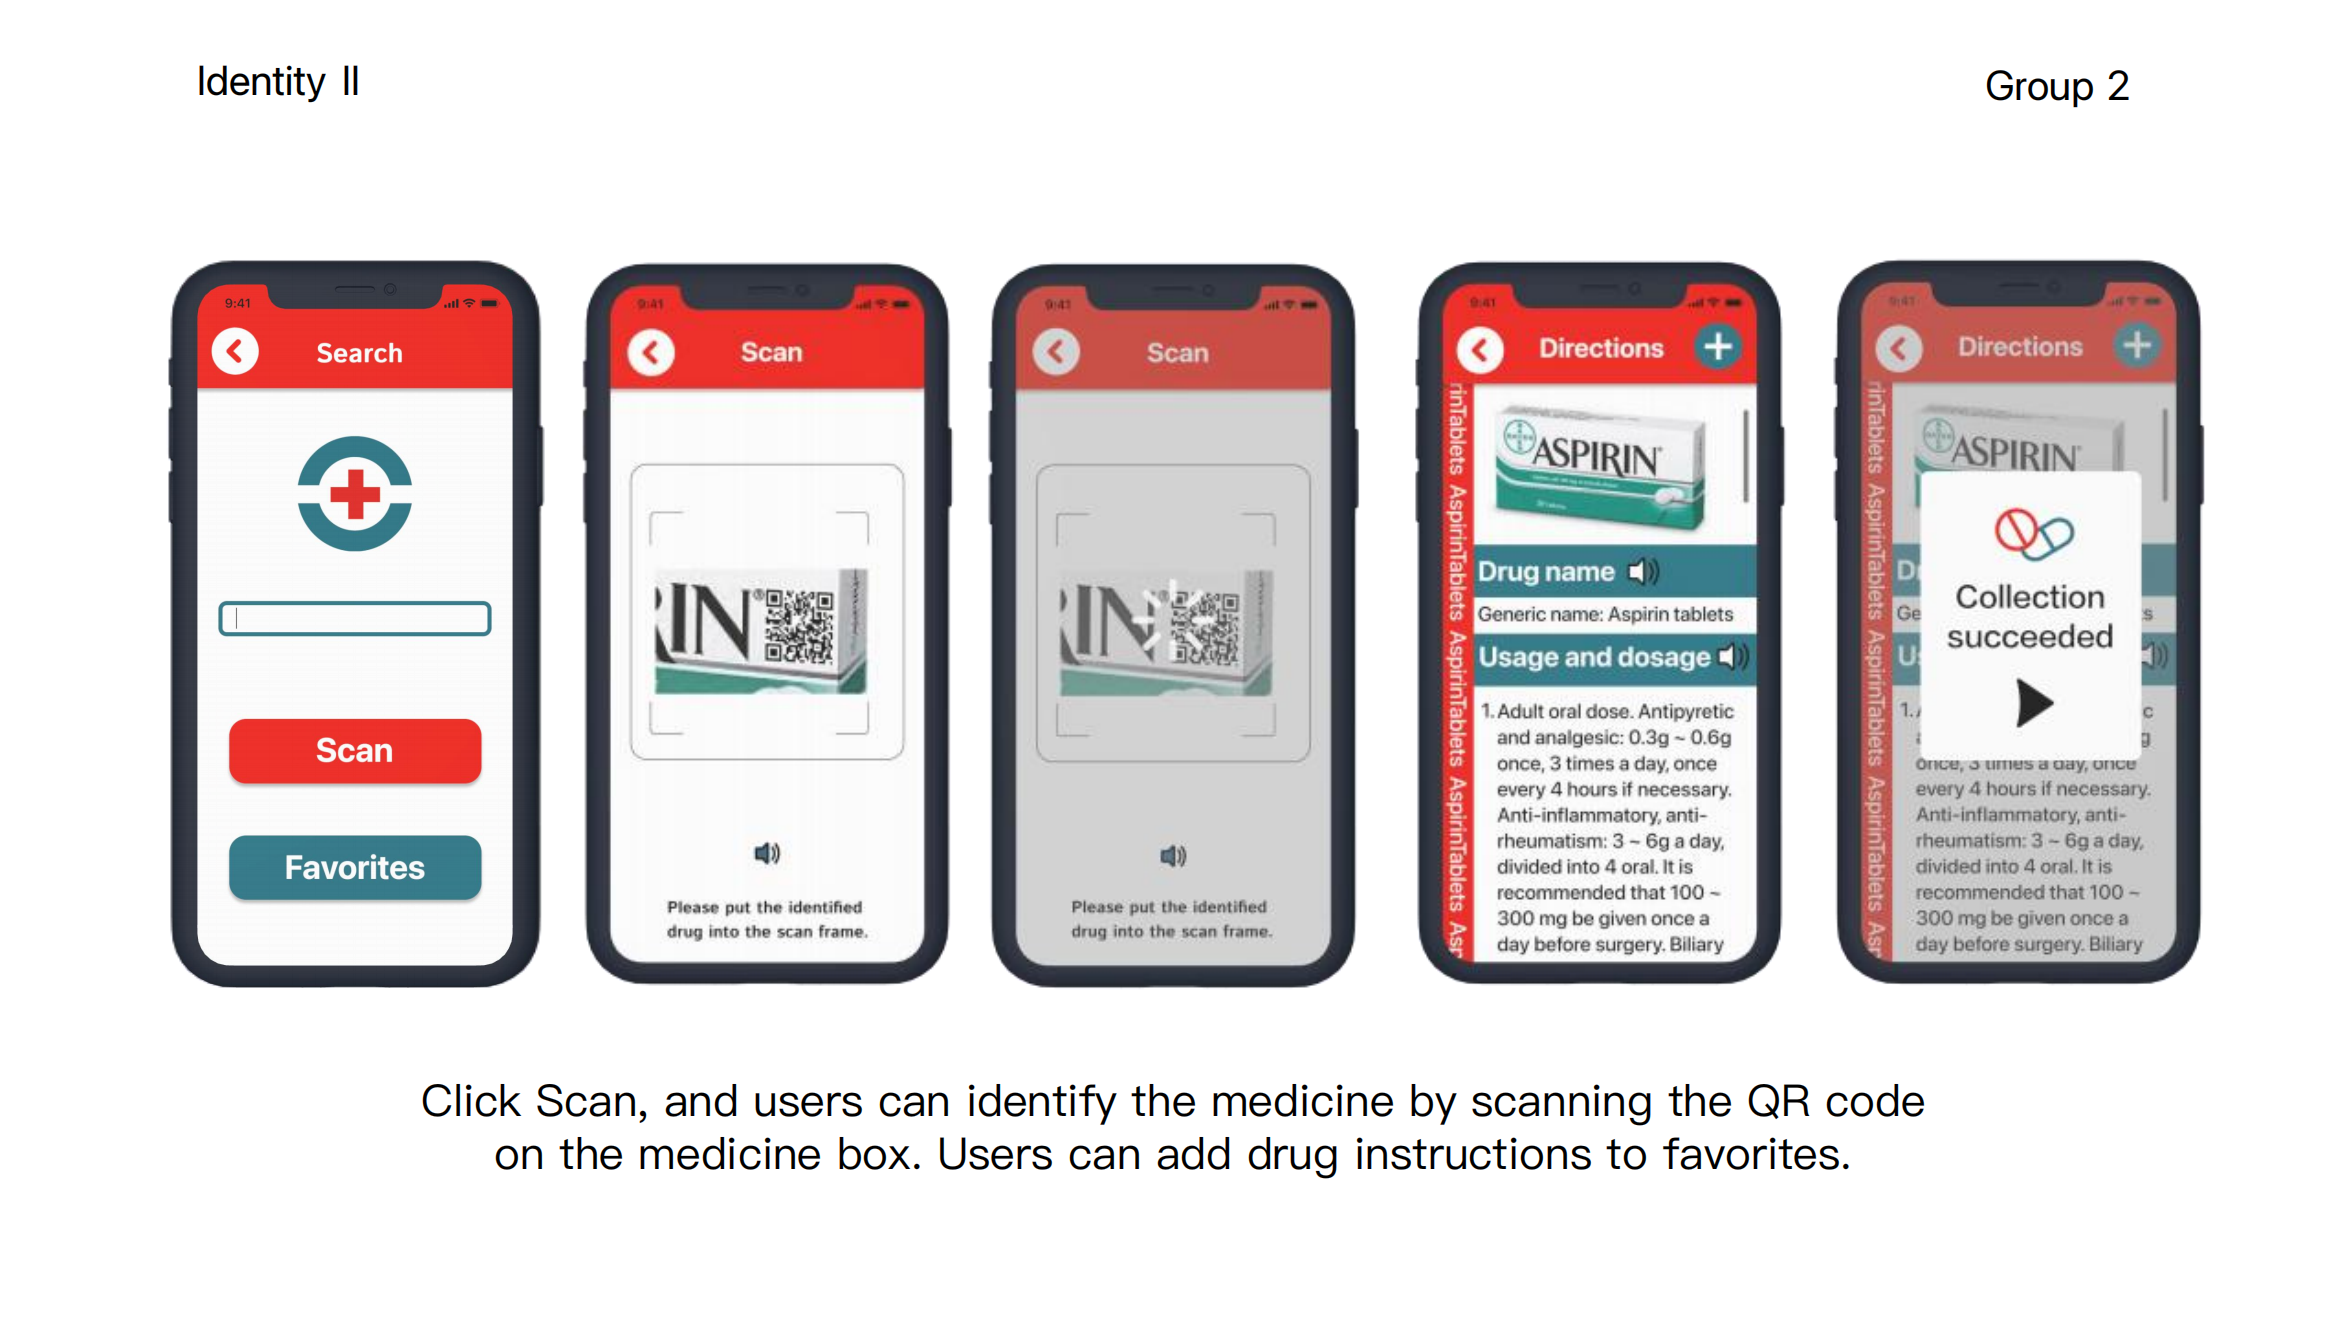 Identity II
Group 2
9:41
Search
Scan
Favorites
9:41
Scan
IN®
Please put the identified
drug into the scan frame.
9:41
Scan
IN
Please put the identified
drug into the scan frame.
9:41
Directions
rinTablets AspirinTablets AspirinTablets AspirinTablets Asp
ASPIRIN
Drug name
Generic name: Aspirin tablets
Usage and dosage
1. Adult oral dose. Antipyretic
and analgesic: 0.3g ~ 0.6g
once, 3 times a day, once
every 4 hours if necessary.
Anti-inflammatory, anti-
rheumatism: 3 ~ 6g a day,
divided into 4 oral. It is
recommended that 100 ~
300 mg be given once a
day before surgery. Biliary
9:41
Directions
rinTablets AspirinTablets AspirinTablets AspirinTablets Asp
ASPIRIN
Collection
succeeded
once, 3 times a day, once
every 4 hours if necessary.
Anti-inflammatory, anti-
rheumatism: 3 ~ 6g a day,
divided into 4 oral. It is
recommended that 100 ~
300 mg be given once a
day before surgery. Biliary
Click Scan, and users can identify the medicine by scanning the QR code
on the medicine box. Users can add drug instructions to favorites.